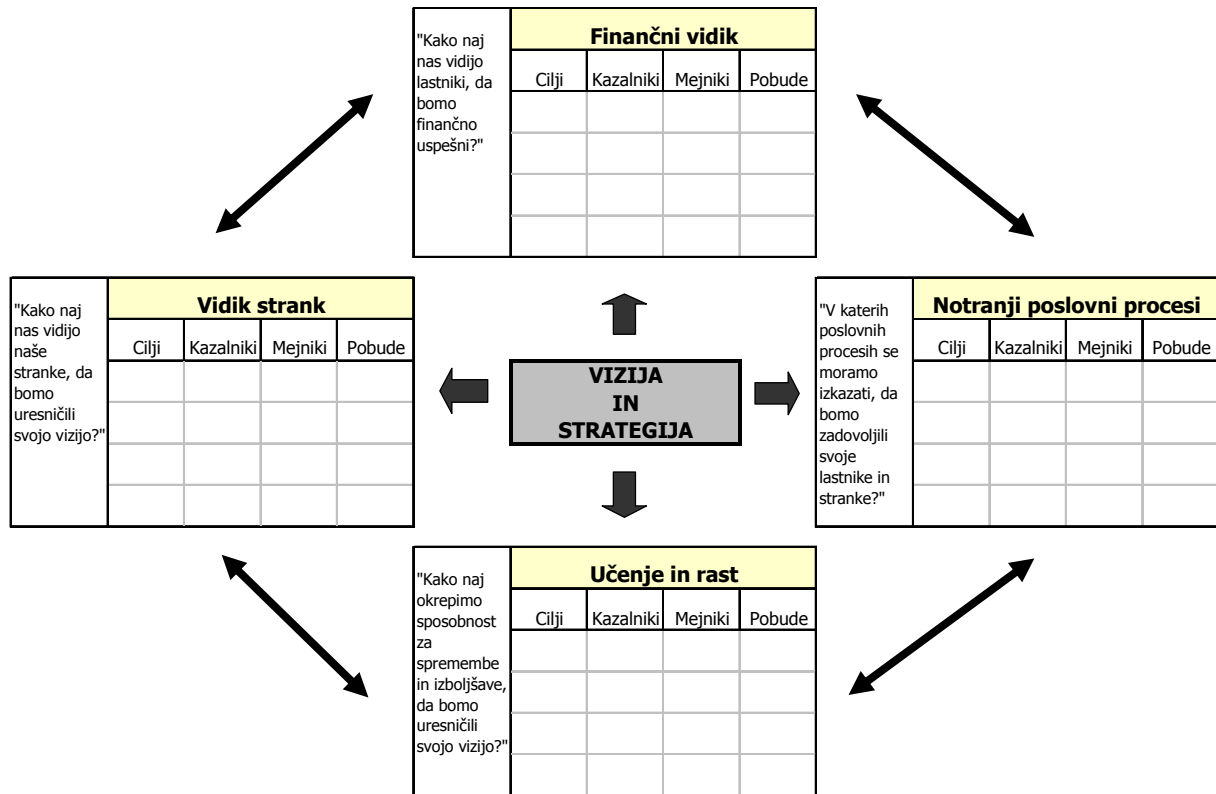 "Kako naj
nas vidijo
lastniki, da
bomo
finančno
uspešni?"
Finančni vidik
Cilji Kazalniki Mejniki Pobude
"Kako naj
nas vidijo
naše
stranke, da
bomo
uresničili
svojo vizijo?"
Vidik strank
Cilji Kazalniki Mejniki Pobude
VIZIJA
IN
STRATEGIJA
"V katerih
poslovnih
procesih se
moramo
izkazati, da
bomo
zadovoljili
svoje
lastnike in
stranke?"
Notranji poslovni procesi
Cilji Kazalniki Mejniki Pobude
"Kako naj
okrepimo
sposobnost
za
spremembe
in izboljšave,
da bomo
uresničili
svojo vizijo?"
Učenje in rast
Cilji Kazalniki Mejniki Pobude